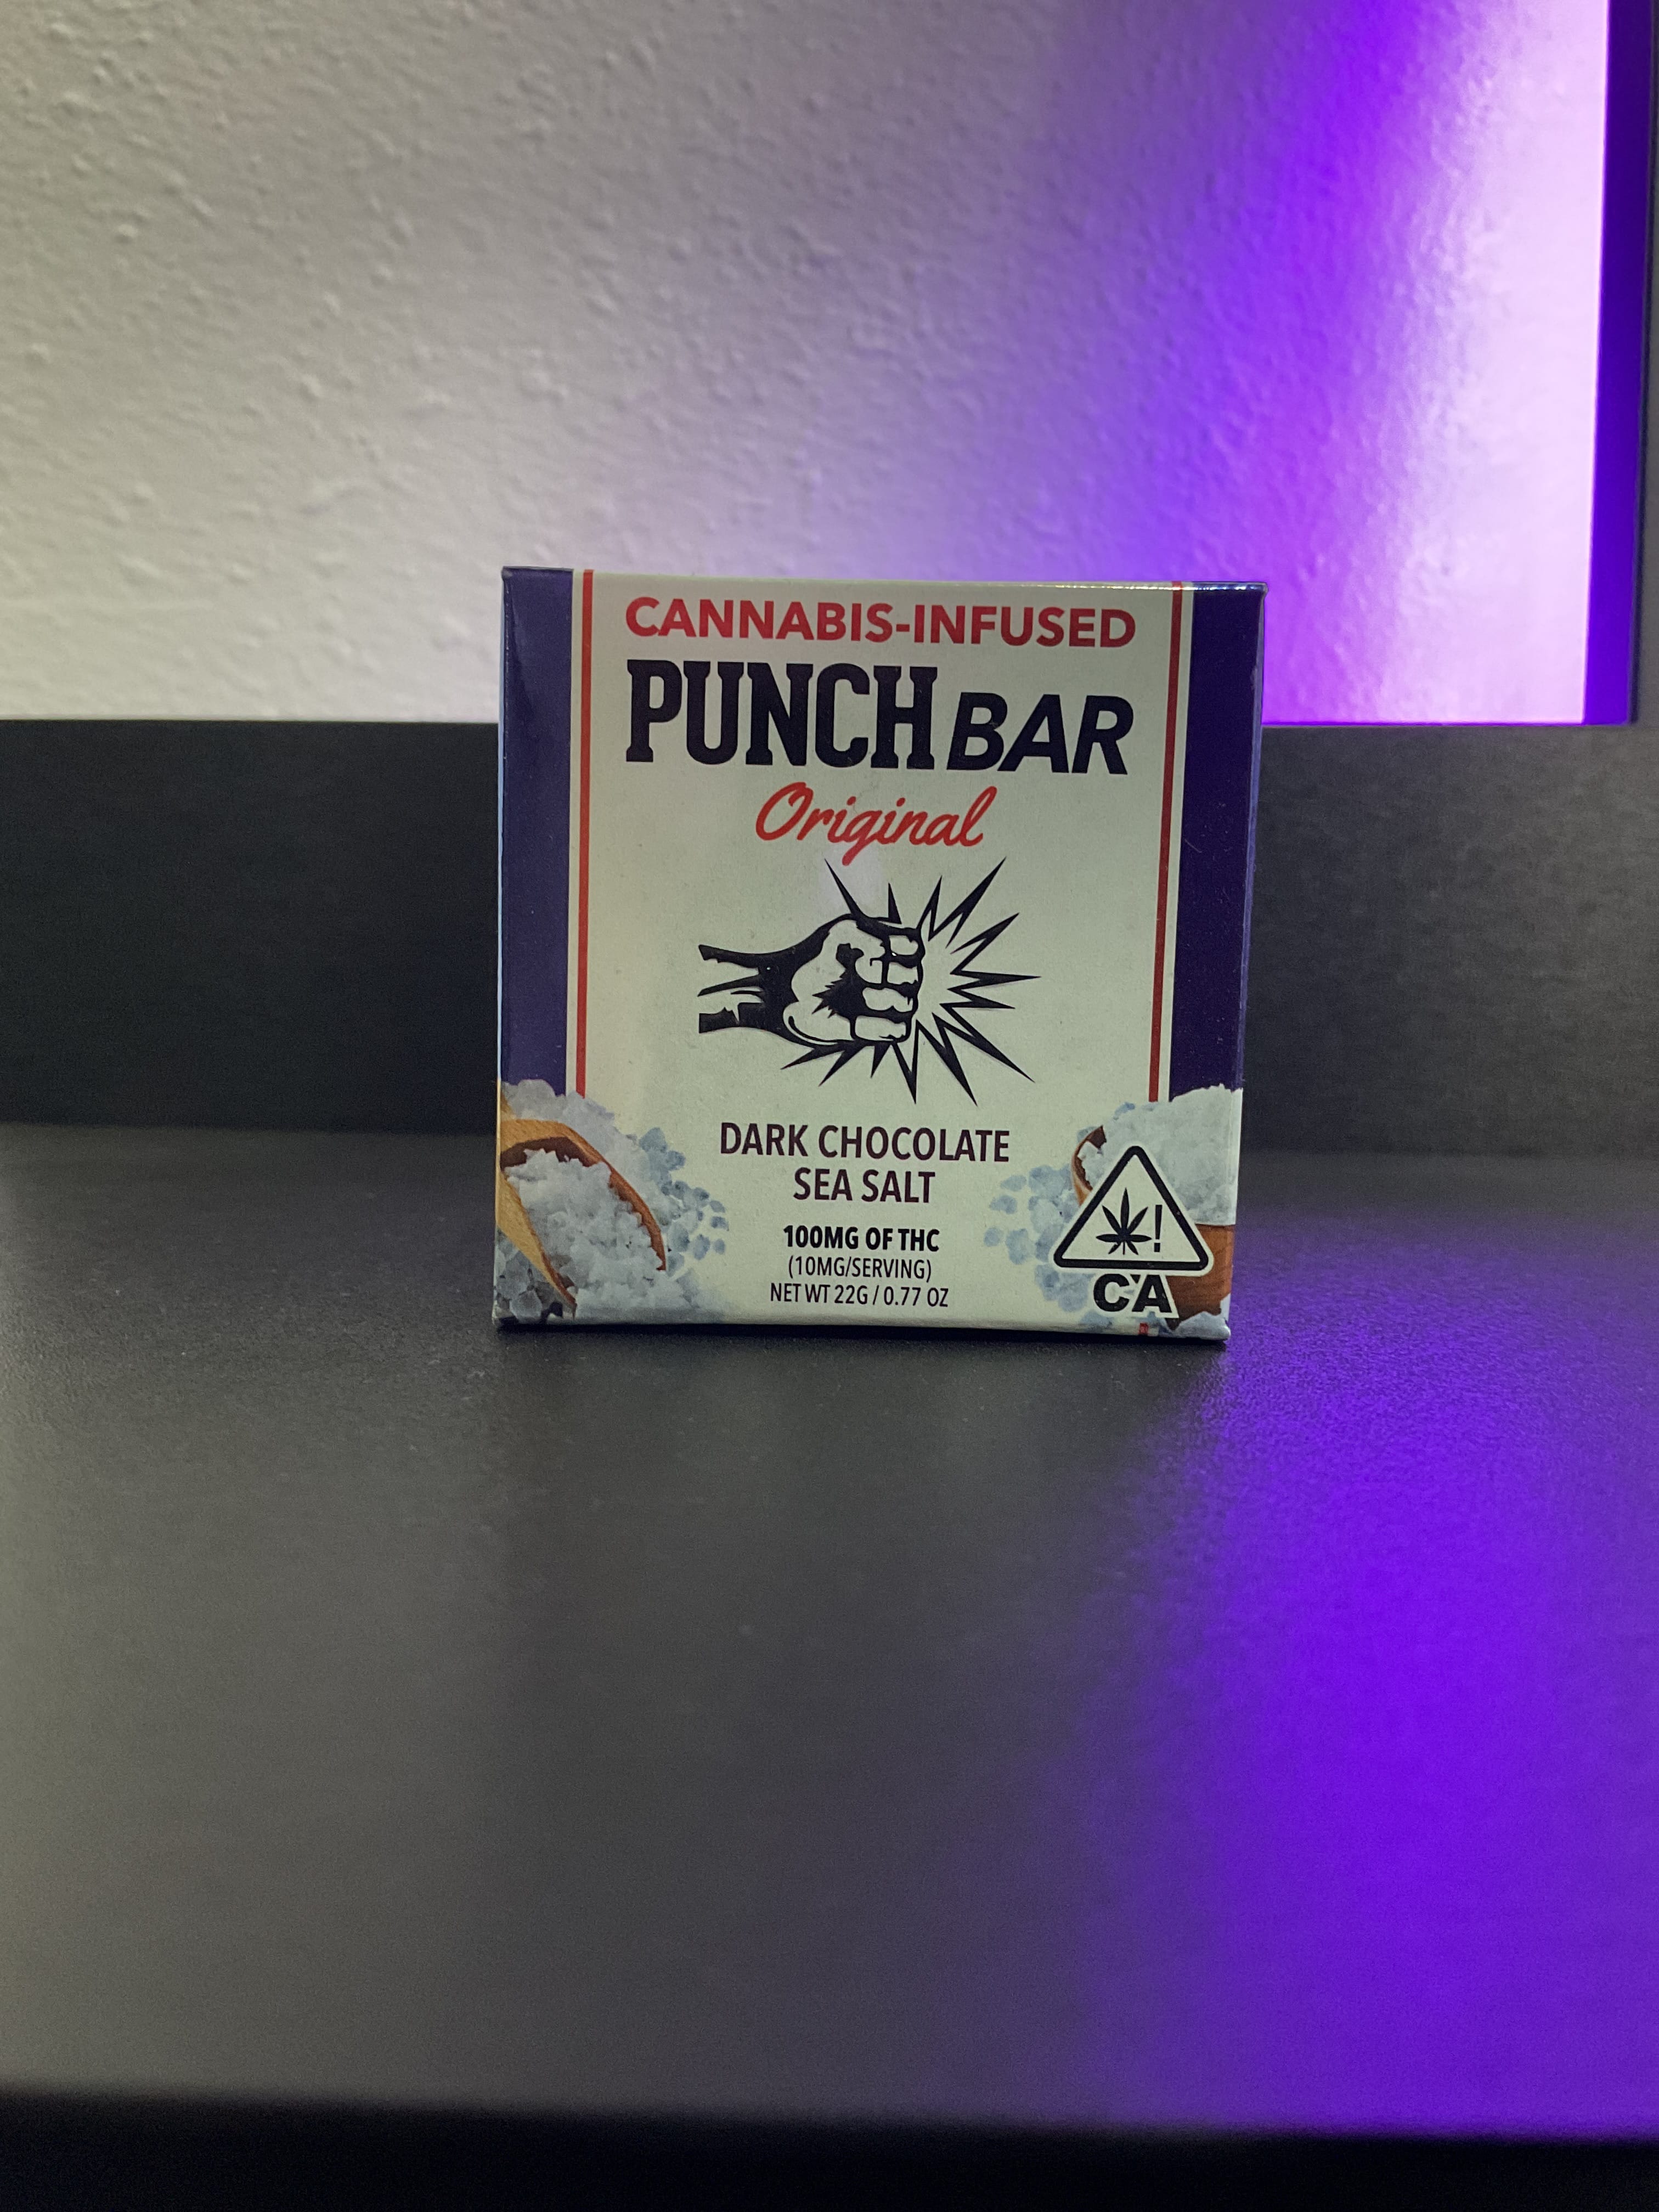 CANNABIS-INFUSED
PUNCH BAR
Original
DARK CHOCOLATE
SEA SALT
100MG OF THC
(10MG/SERVING)
NET WT 22G / 0.77 OZ
!
CA